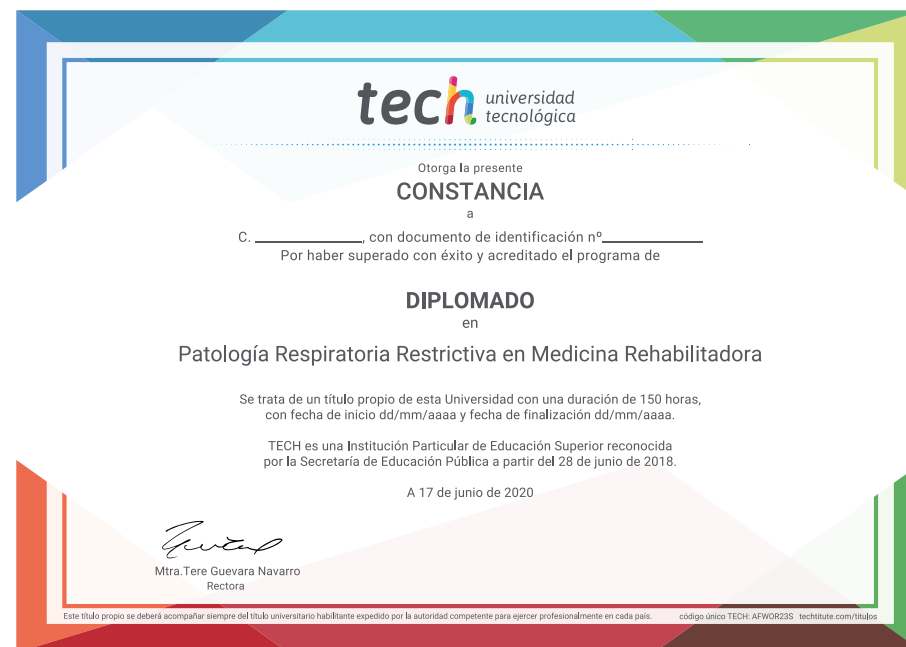 tech universidad
tecnológica
Otorga la presente
CONSTANCIA
a
C. ____________, con documento de identificación nº____________
Por haber superado con éxito y acreditado el programa de
DIPLOMADO
en
Patología Respiratoria Restrictiva en Medicina Rehabilitadora
Se trata de un título propio de esta Universidad con una duración de 150 horas,
con fecha de inicio dd/mm/aaaa y fecha de finalización dd/mm/aaaa.
TECH es una Institución Particular de Educación Superior reconocida
por la Secretaría de Educación Pública a partir del 28 de junio de 2018.
A 17 de junio de 2020
Mtra.Tere Guevara Navarro
Rectora
Este título propio se deberá acompañar siempre del título universitario habilitante expedido por la autoridad competente para ejercer profesionalmente en cada país. código único TECH: AFWOR23S techtitute.com/titulos